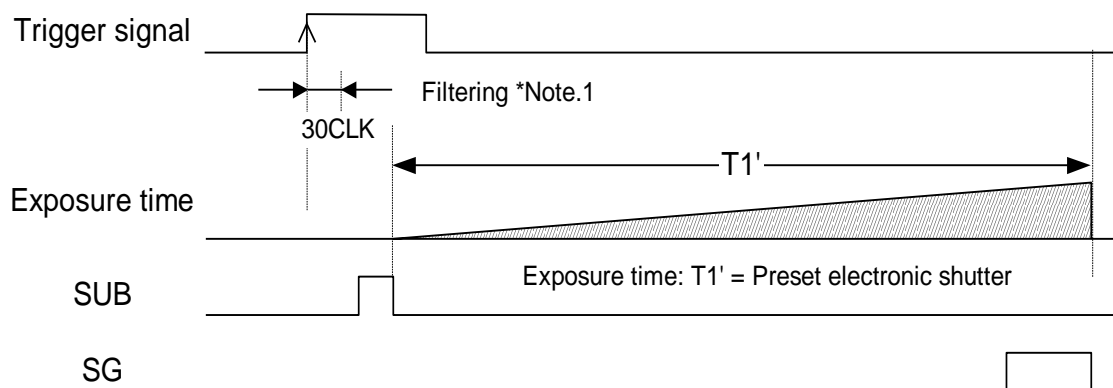 Trigger signal
Filtering *Note.1
30CLK
T1'
Exposure time
Exposure time: T1' = Preset electronic shutter
SUB
SG